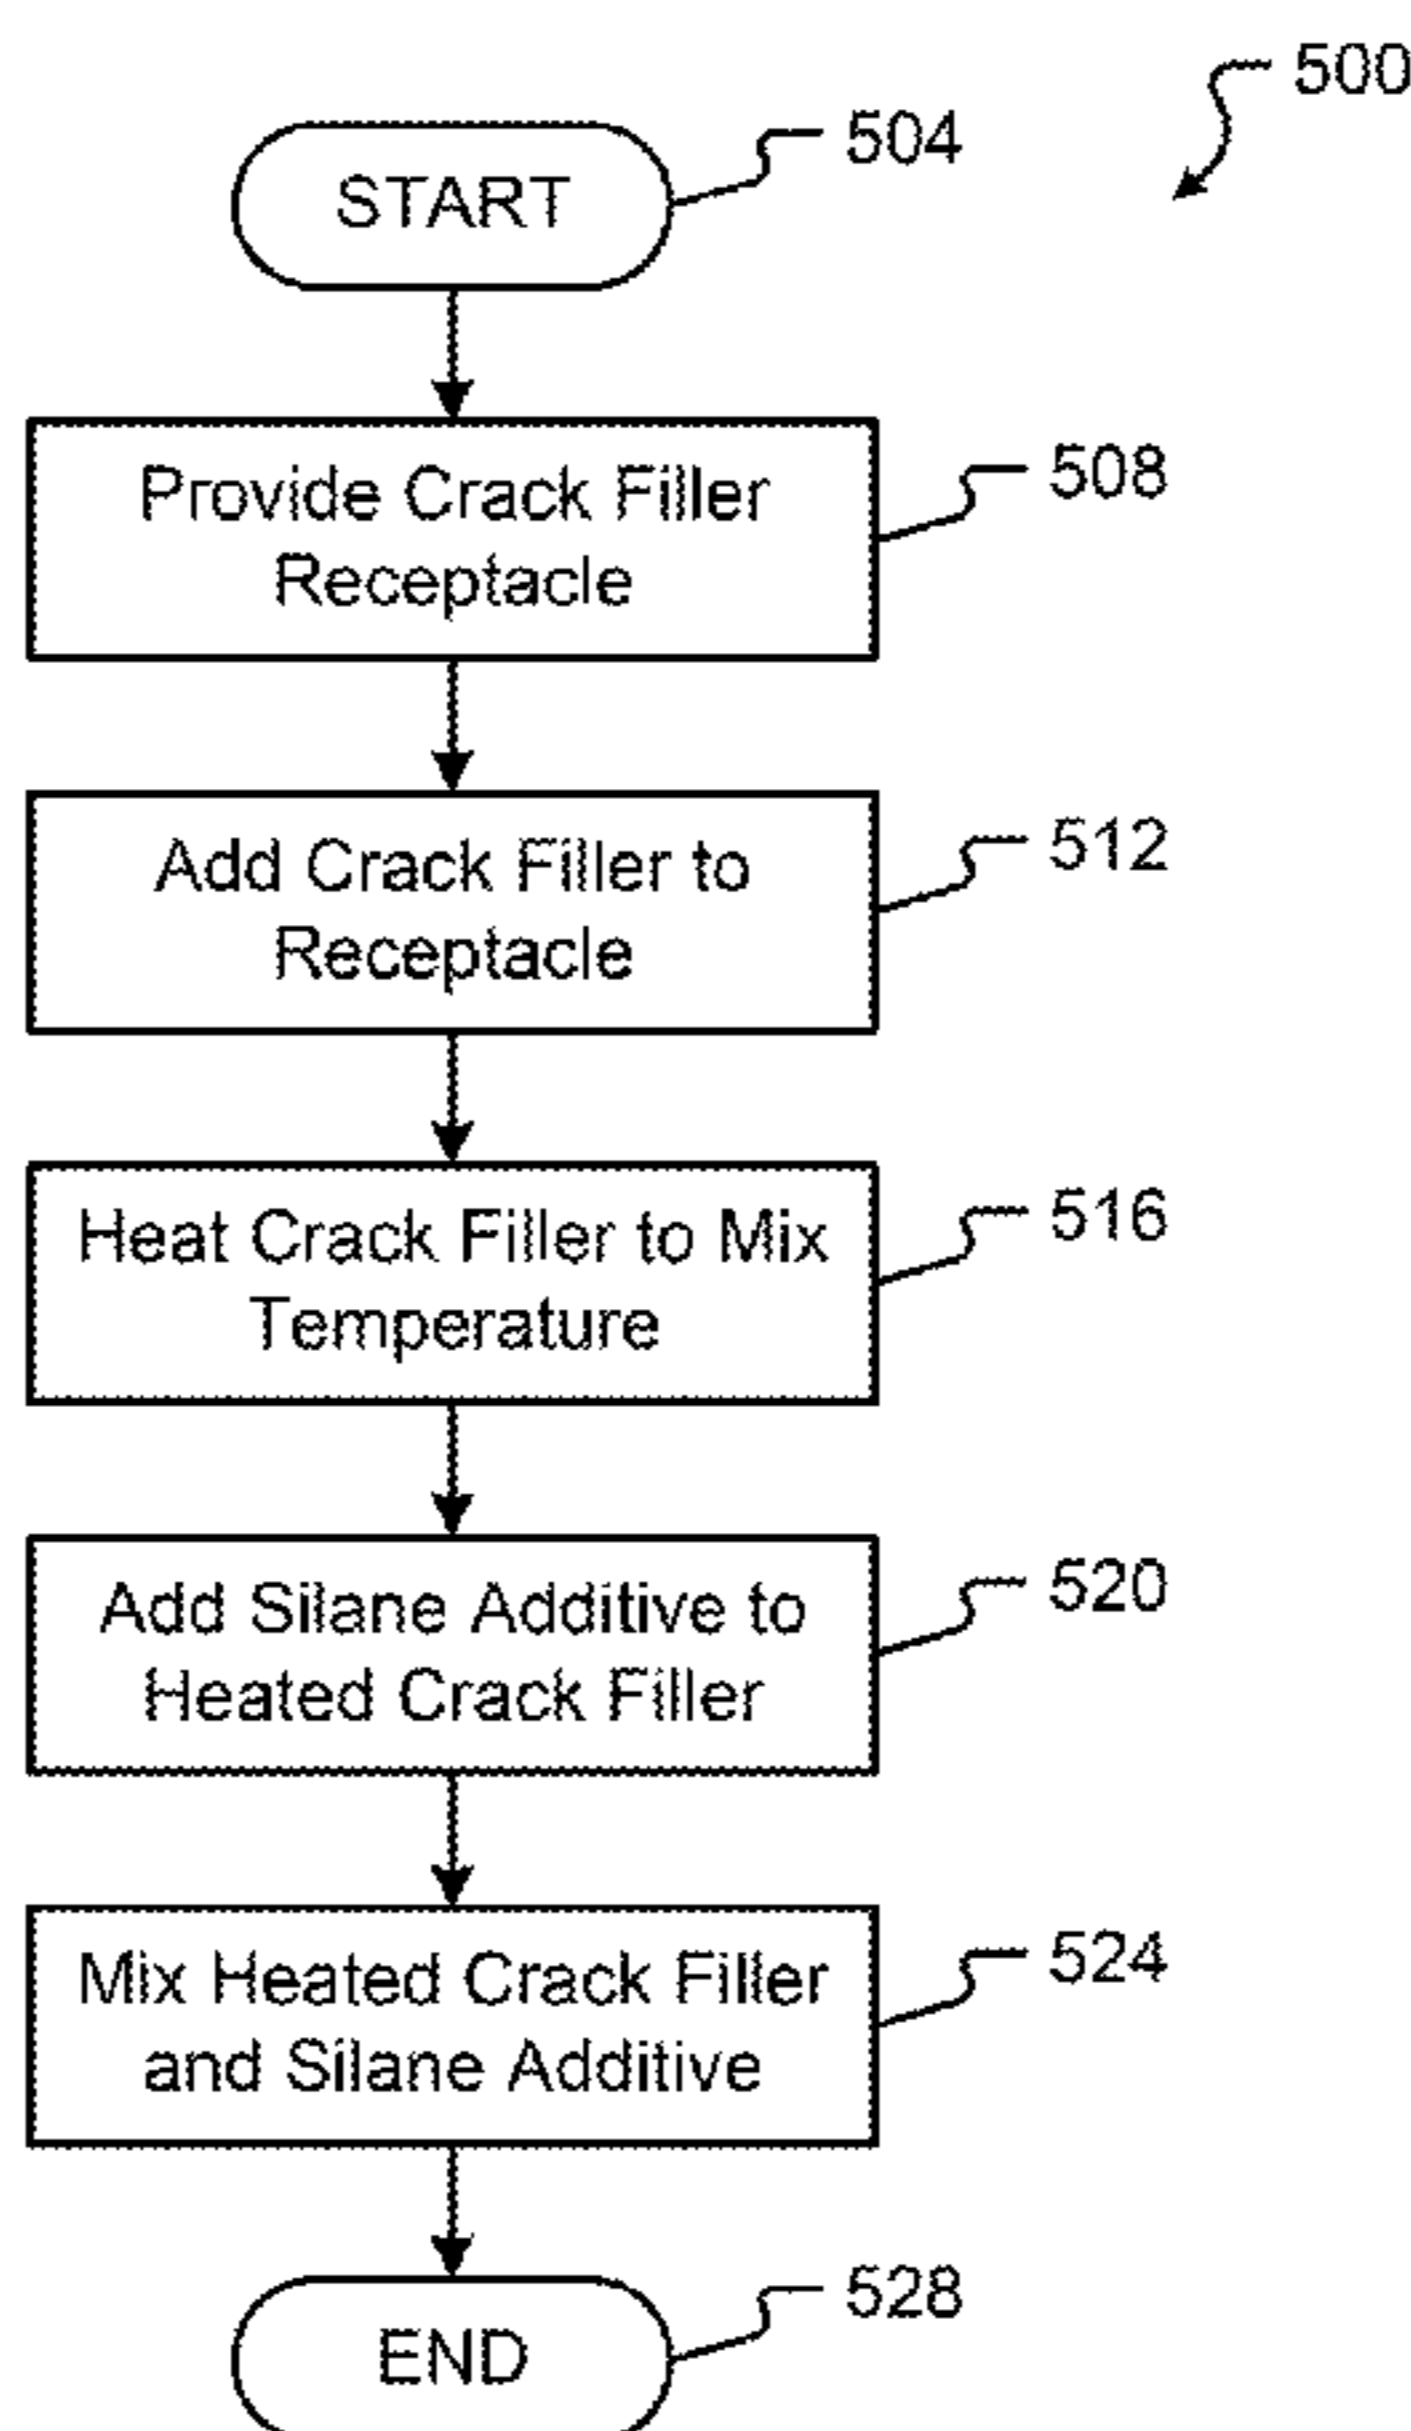 500
START
504
Provide Crack Filler
Receptacle
508
Add Crack Filler to
Receptacle
512
Heat Crack Filler to Mix
Temperature
516
Add Silane Additive to
Heated Crack Filler
520
Mix Heated Crack Filler
and Silane Additive
524
END
528